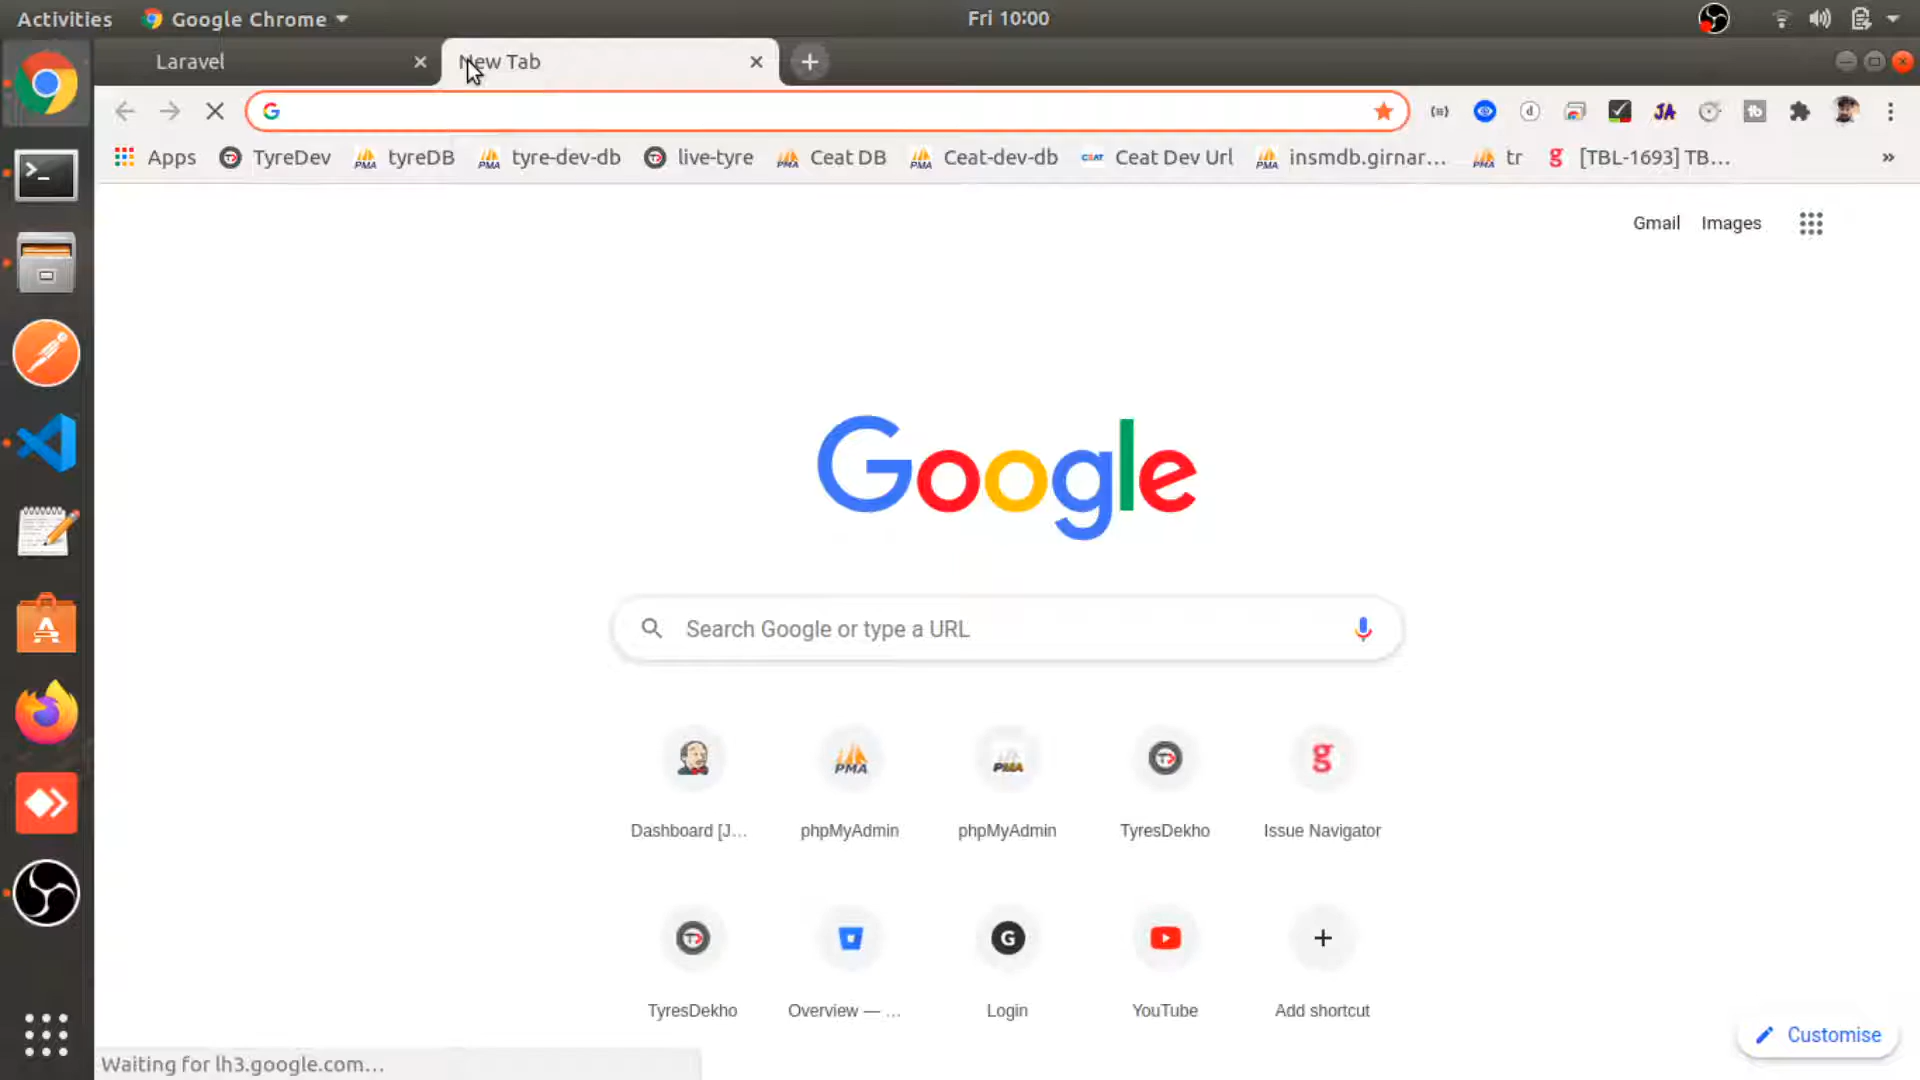 Activities Google Chrome Fri 10:00
Laravel New Tab
Apps TyreDev tyreDB tyre-dev-db live-tyre Ceat DB Ceat-dev-db Ceat Dev Url insmdb.girnar... tr [TBL-1693] TB... »
Gmail Images
Google
Search Google or type a URL
PMA PMA g
Dashboard [J... phpMyAdmin phpMyAdmin TyresDekho Issue Navigator
G
TyresDekho Overview — ... Login YouTube Add shortcut
Customise
Waiting for lh3.google.com...